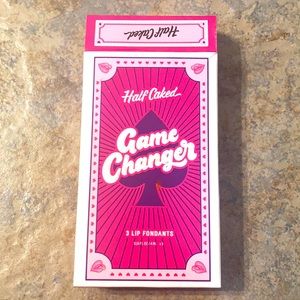 Half Caked
Half Caked
Game
Changer
3 LIP FONDANTS